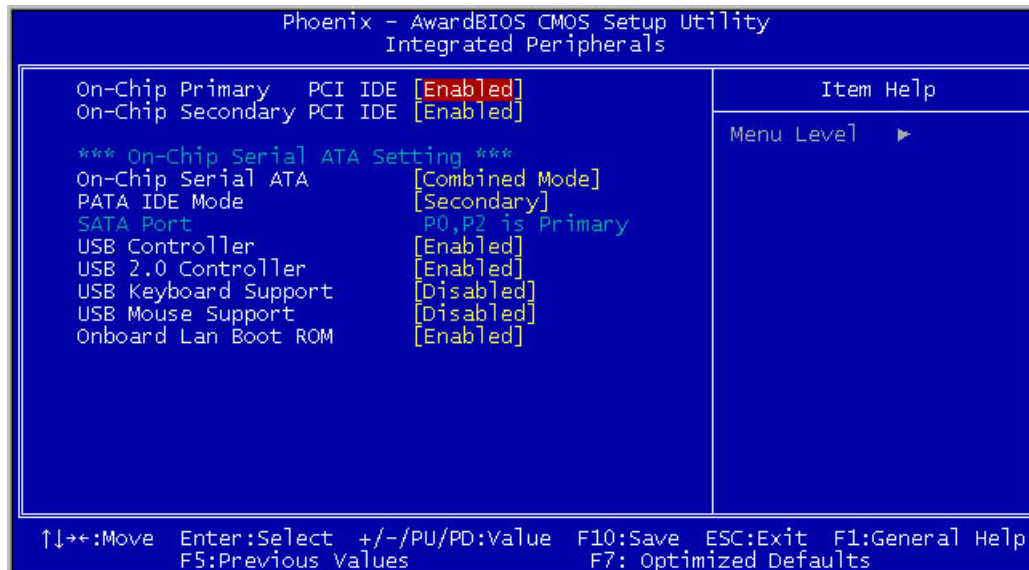 Phoenix - AwardBIOS CMOS Setup Utility
Integrated Peripherals
On-Chip Primary PCI IDE [Enabled]
On-Chip Secondary PCI IDE [Enabled]
*** On-Chip Serial ATA Setting ***
On-Chip Serial ATA [Combined Mode]
PATA IDE Mode [Secondary]
SATA Port P0,P2 is Primary
USB Controller [Enabled]
USB 2.0 Controller [Enabled]
USB Keyboard Support [Disabled]
USB Mouse Support [Disabled]
Onboard Lan Boot ROM [Enabled]
Item Help
Menu Level ►
↑↓→←:Move Enter:Select +/-/PU/PD:Value F10:Save ESC:Exit F1:General Help
F5:Previous Values F7: Optimized Defaults